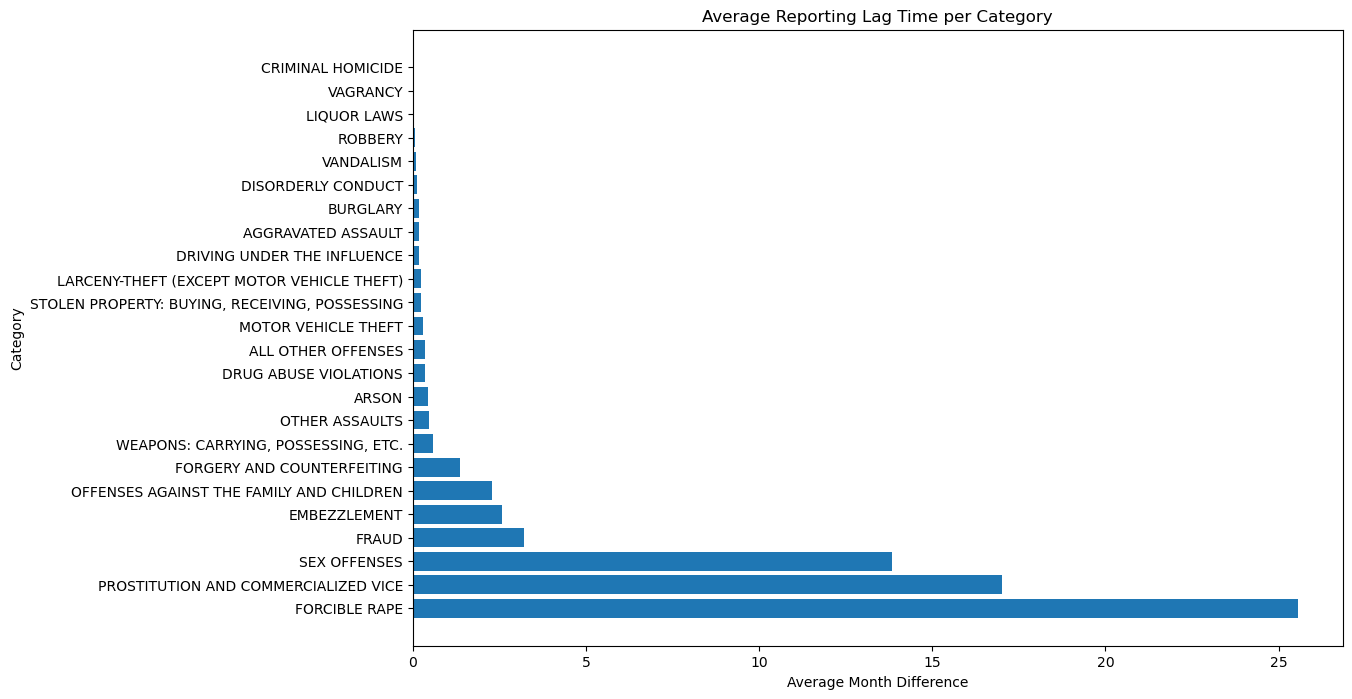 Average Reporting Lag Time per Category
Category
CRIMINAL HOMICIDE
VAGRANCY
LIQUOR LAWS
ROBBERY
VANDALISM
DISORDERLY CONDUCT
BURGLARY
AGGRAVATED ASSAULT
DRIVING UNDER THE INFLUENCE
LARCENY-THEFT (EXCEPT MOTOR VEHICLE THEFT)
STOLEN PROPERTY: BUYING, RECEIVING, POSSESSING
MOTOR VEHICLE THEFT
ALL OTHER OFFENSES
DRUG ABUSE VIOLATIONS
ARSON
OTHER ASSAULTS
WEAPONS: CARRYING, POSSESSING, ETC.
FORGERY AND COUNTERFEITING
OFFENSES AGAINST THE FAMILY AND CHILDREN
EMBEZZLEMENT
FRAUD
SEX OFFENSES
PROSTITUTION AND COMMERCIALIZED VICE
FORCIBLE RAPE
0 5 10 15 20 25
Average Month Difference